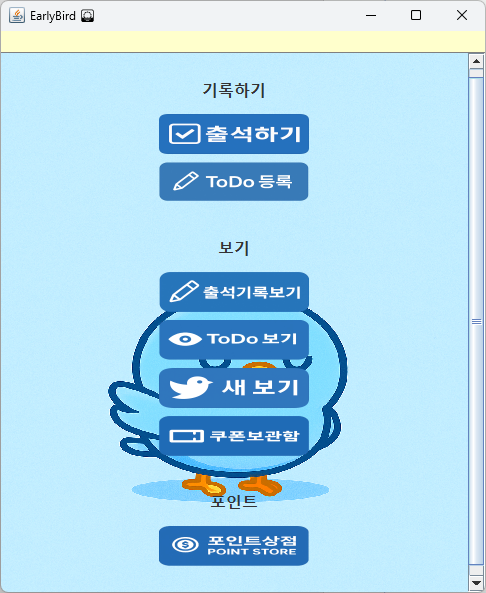 EarlyBird
기록하기
출석하기
ToDo 등록
보기
출석기록보기
ToDo 보기
새 보기
쿠폰보관함
포인트
포인트상점
POINT STORE